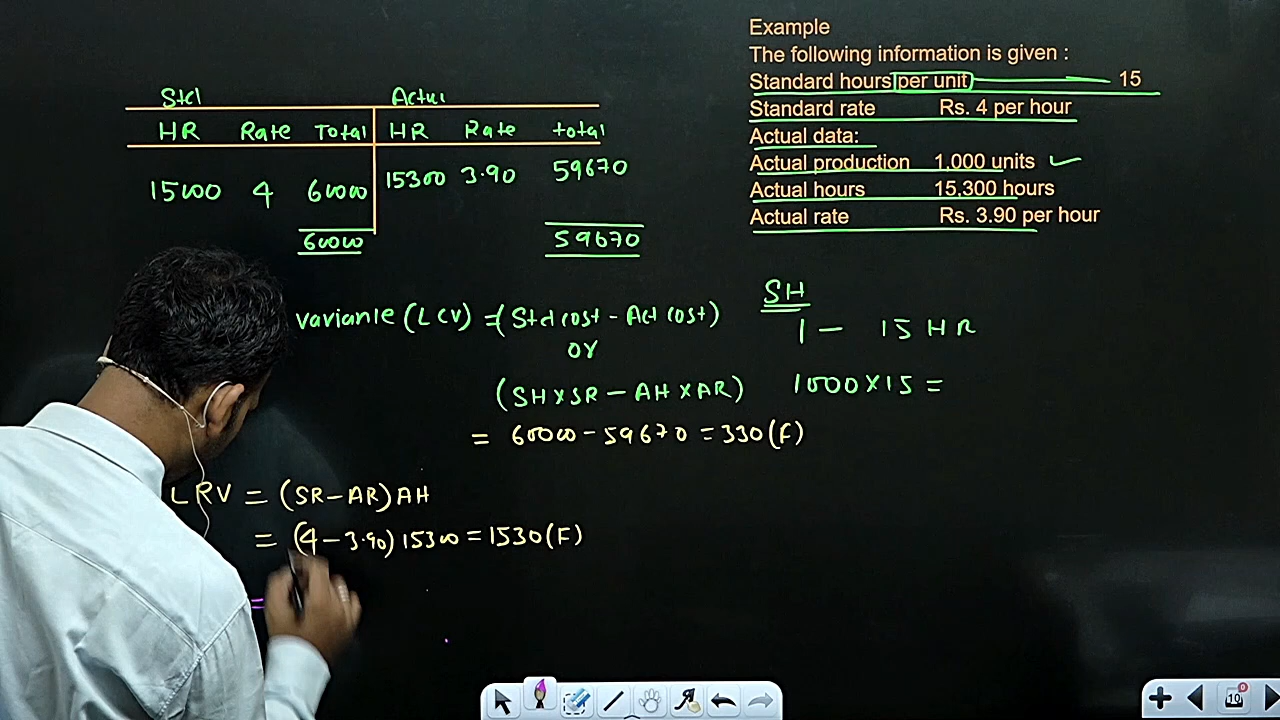 Example
The following information is given :
Standard hours per unit 15
Standard rate Rs. 4 per hour
Actual data:
Actual production 1,000 units
Actual hours 15,300 hours
Actual rate Rs. 3.90 per hour
Std Actul
HR Rate Total HR Rate total
15000 4 60000 15300 3.90 59670
60000 59670
variance (LCV) = (Std cost - Act cost)
or
(SH×SR - AH×AR)
= 60000 - 59670 = 330 (F)
SH
1 - 15 HR
1000×15 =
LRV = (SR - AR) AH
= (4 - 3.90) 15300 = 1530 (F)
=
10